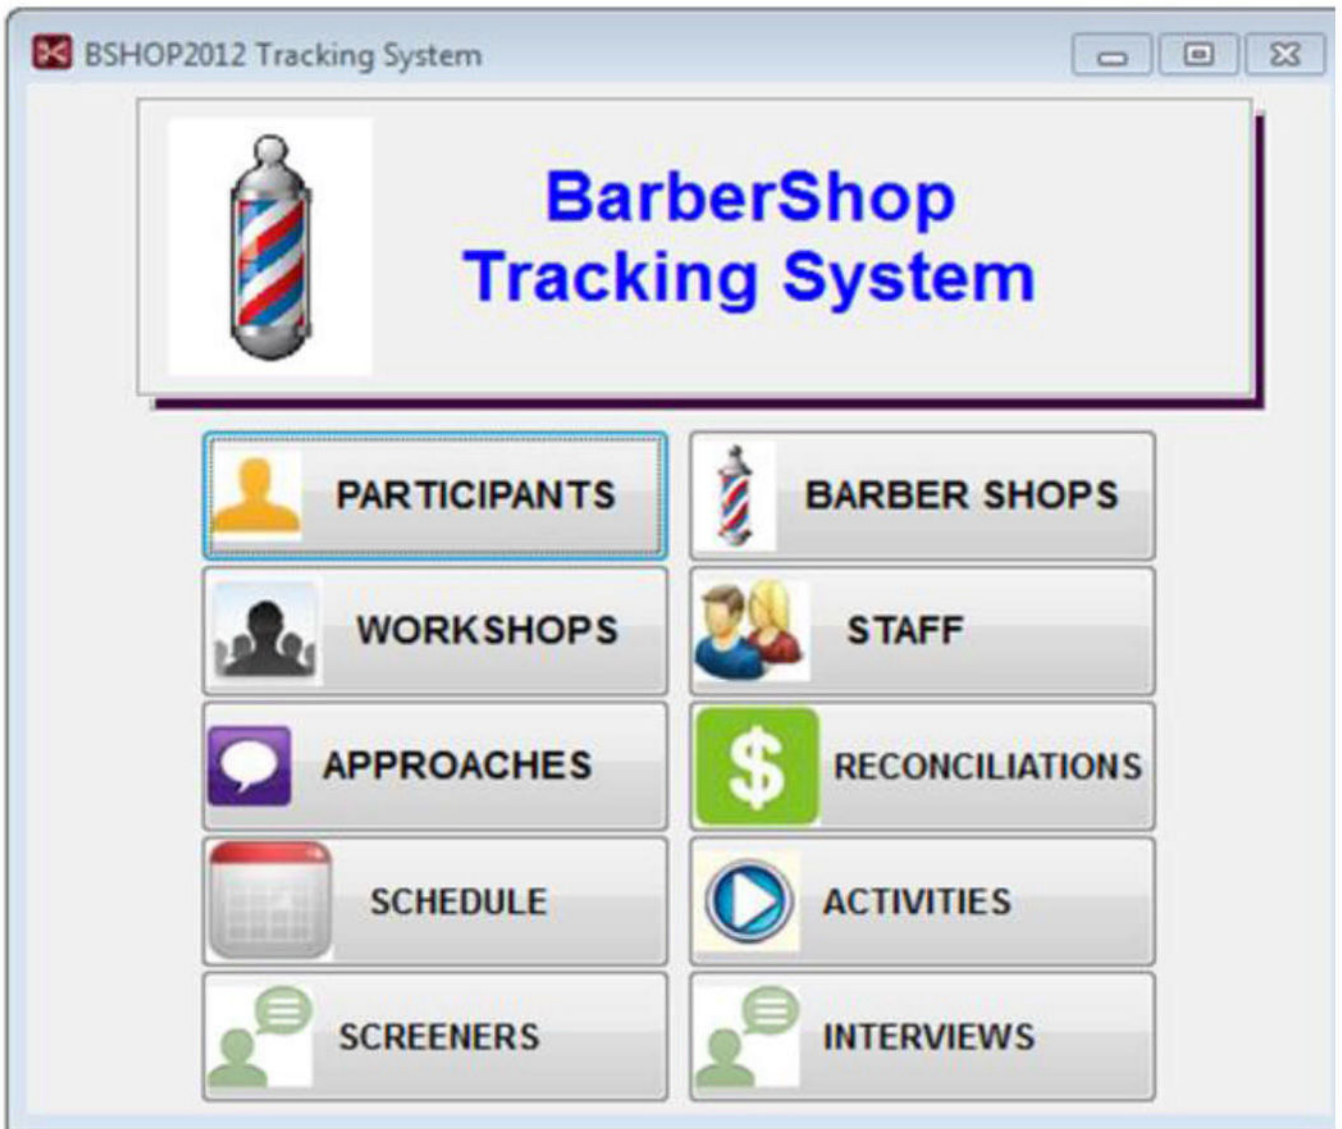 BSHOP2012 Tracking System
BarberShop
Tracking System
PARTICIPANTS
BARBER SHOPS
WORKSHOPS
STAFF
APPROACHES
$
RECONCILIATIONS
SCHEDULE
ACTIVITIES
SCREENERS
INTERVIEWS